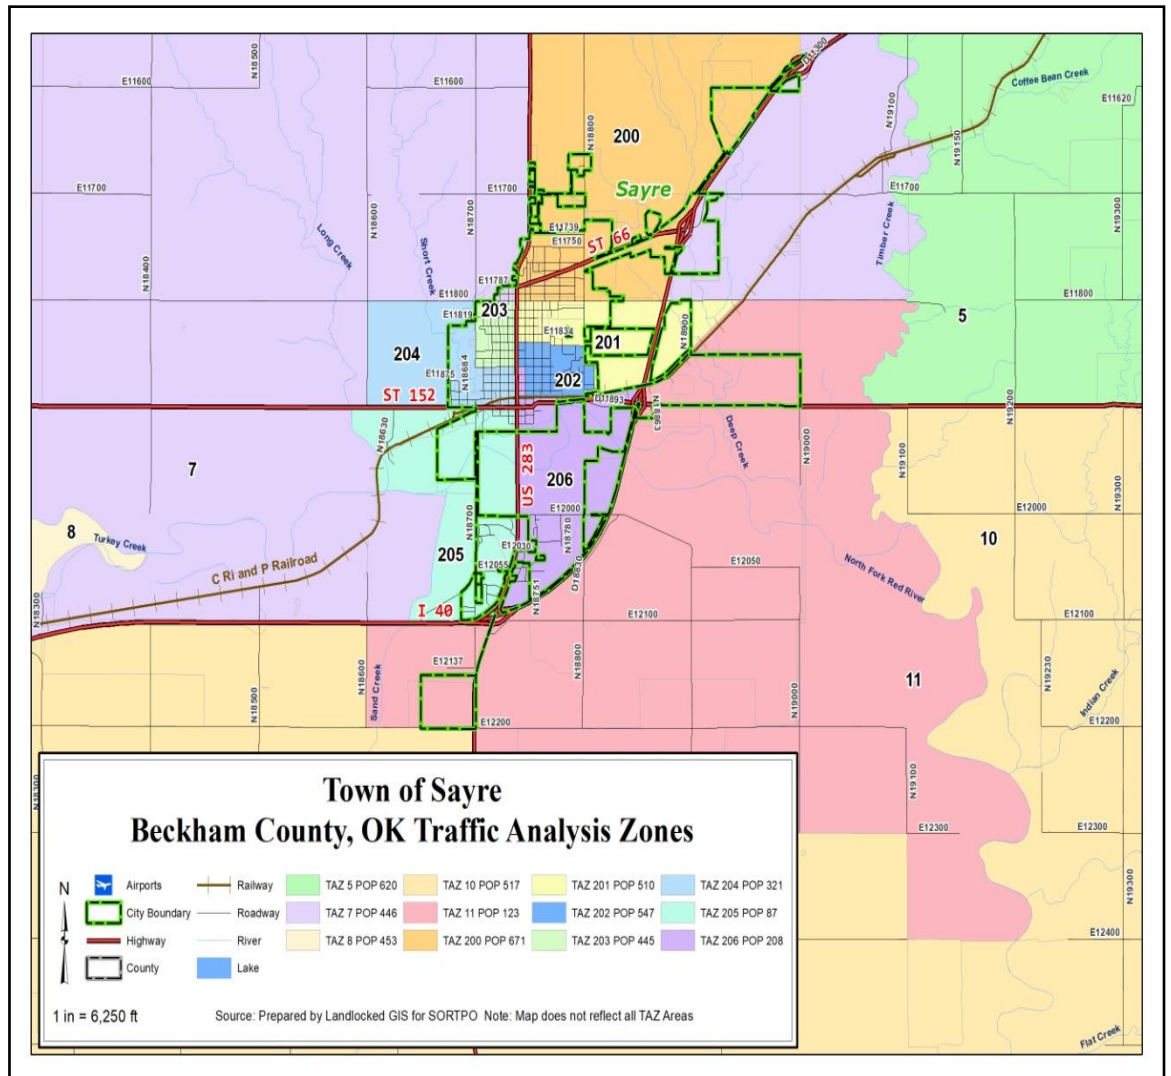 D11300
N18500
E11600
E11600
Coffee Bean Creek
E11620
N19100
N18800
200
N19150
E11700
E11700
Sayre
E11700
N18600
N18700
N19300
Long Creek
Short Creek
E11739
E11750
ST 66
Timber Creek
N18400
E11787
E11800
E11800
203
E11819
E11834
201
N18900
5
204
N18684
E11875
202
ST 152
E11893
N18863
N19200
N18630
Deep Creek
N19000
N19100
7
US 283
206
N19300
8
Turkey Creek
N18700
E12000
N18780
10
C Ri and P Railroad
205
E12030
E12055
D18830
E12050
North Fork Red River
N18300
I 40
N18751
E12100
E12100
E12137
N18600
N18800
N19000
11
N19230
Indian Creek
Sand Creek
N18500
E12200
E12200
N18300
N19100
E12300
E12300
N19300
E12400
Flat Creek
Town of Sayre
Beckham County, OK Traffic Analysis Zones
N
Airports Railway TAZ 5 POP 620 TAZ 10 POP 517 TAZ 201 POP 510 TAZ 204 POP 321
City Boundary Roadway TAZ 7 POP 446 TAZ 11 POP 123 TAZ 202 POP 547 TAZ 205 POP 87
Highway River TAZ 8 POP 453 TAZ 200 POP 671 TAZ 203 POP 445 TAZ 206 POP 208
County Lake
1 in = 6,250 ft Source: Prepared by Landlocked GIS for SORTPO Note: Map does not reflect all TAZ Areas